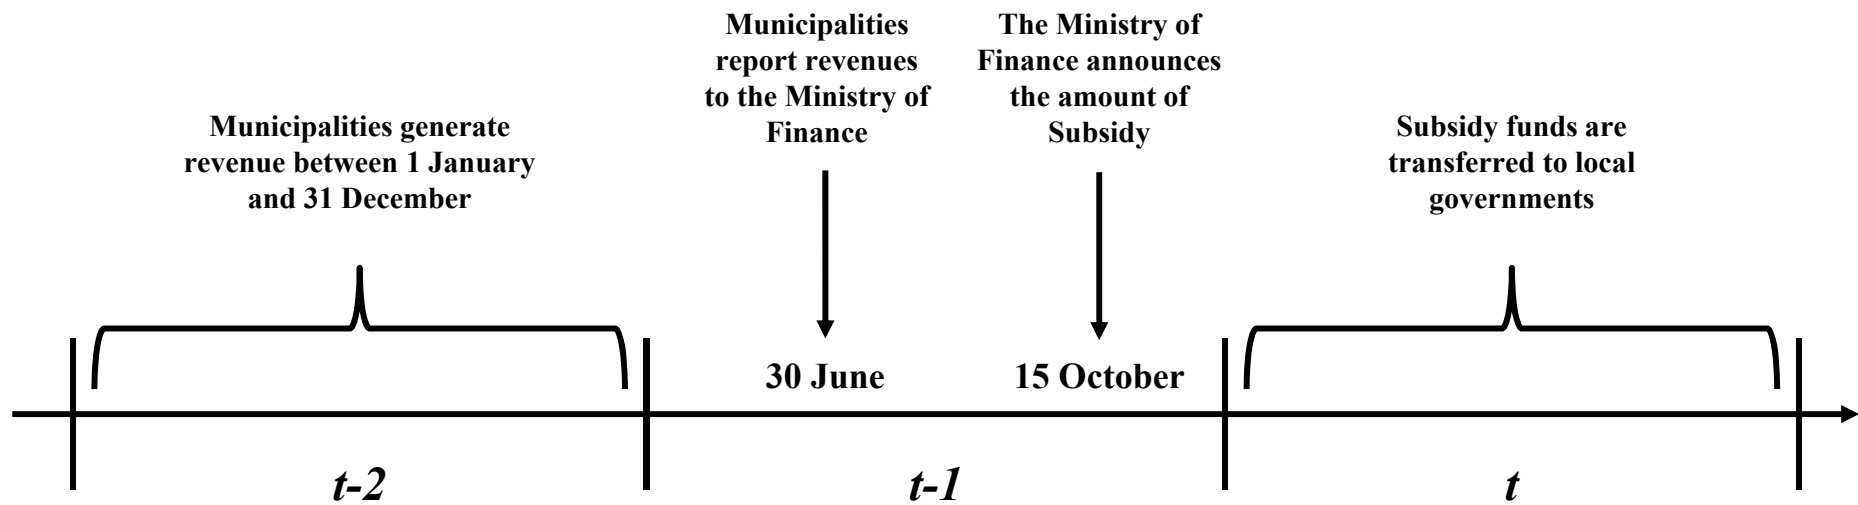 Municipalities generate
revenue between 1 January
and 31 December
Municipalities
report revenues
to the Ministry of
Finance
The Ministry of
Finance announces
the amount of
Subsidy
Subsidy funds are
transferred to local
governments
30 June
15 October
t-2
t-1
t